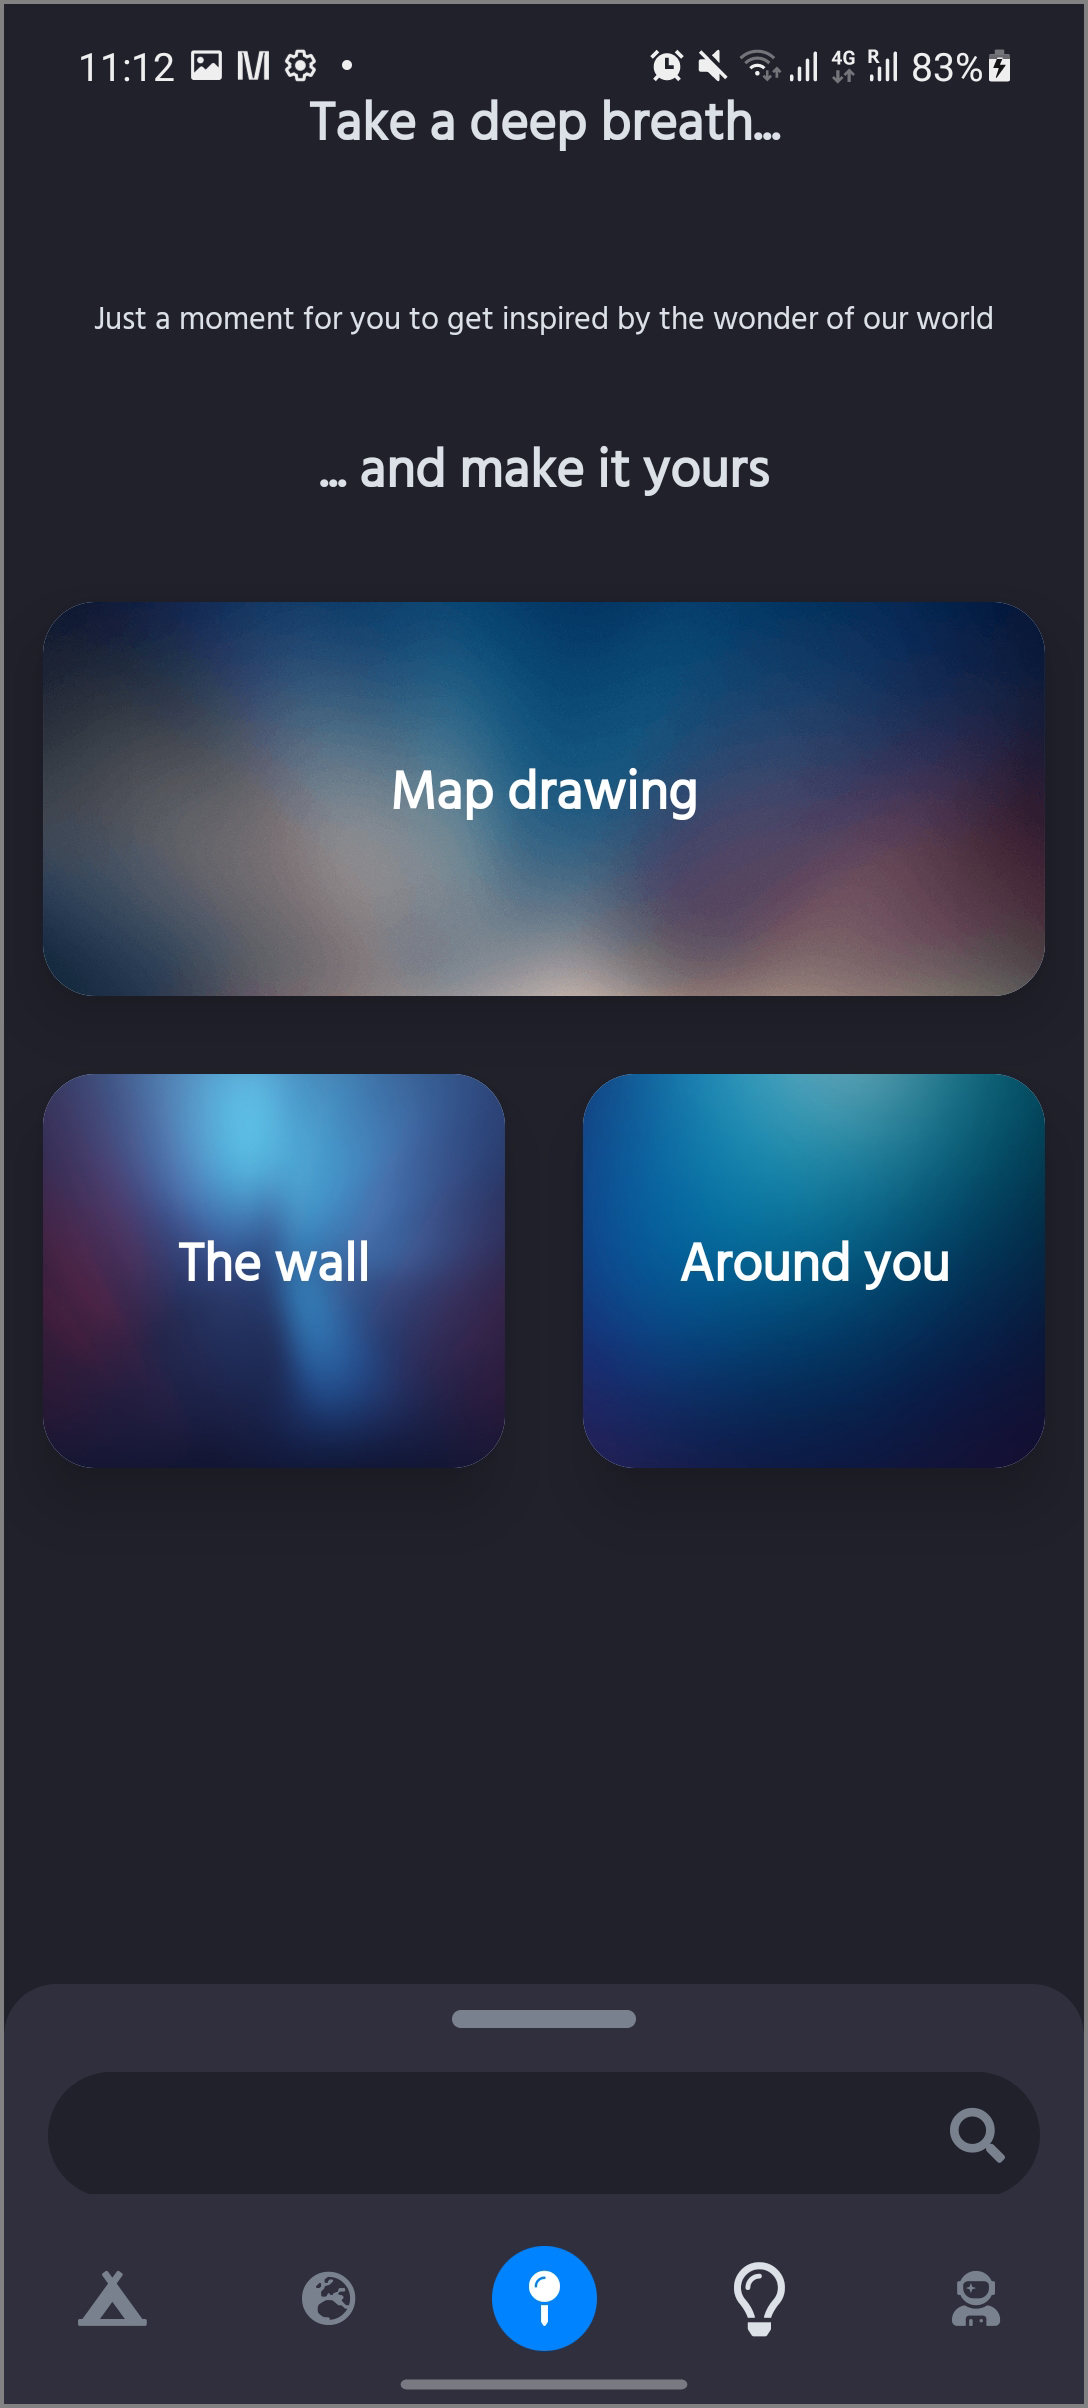 11:12 M 4G R 83%
Take a deep breath...
Just a moment for you to get inspired by the wonder of our world
... and make it yours
Map drawing
The wall
Around you